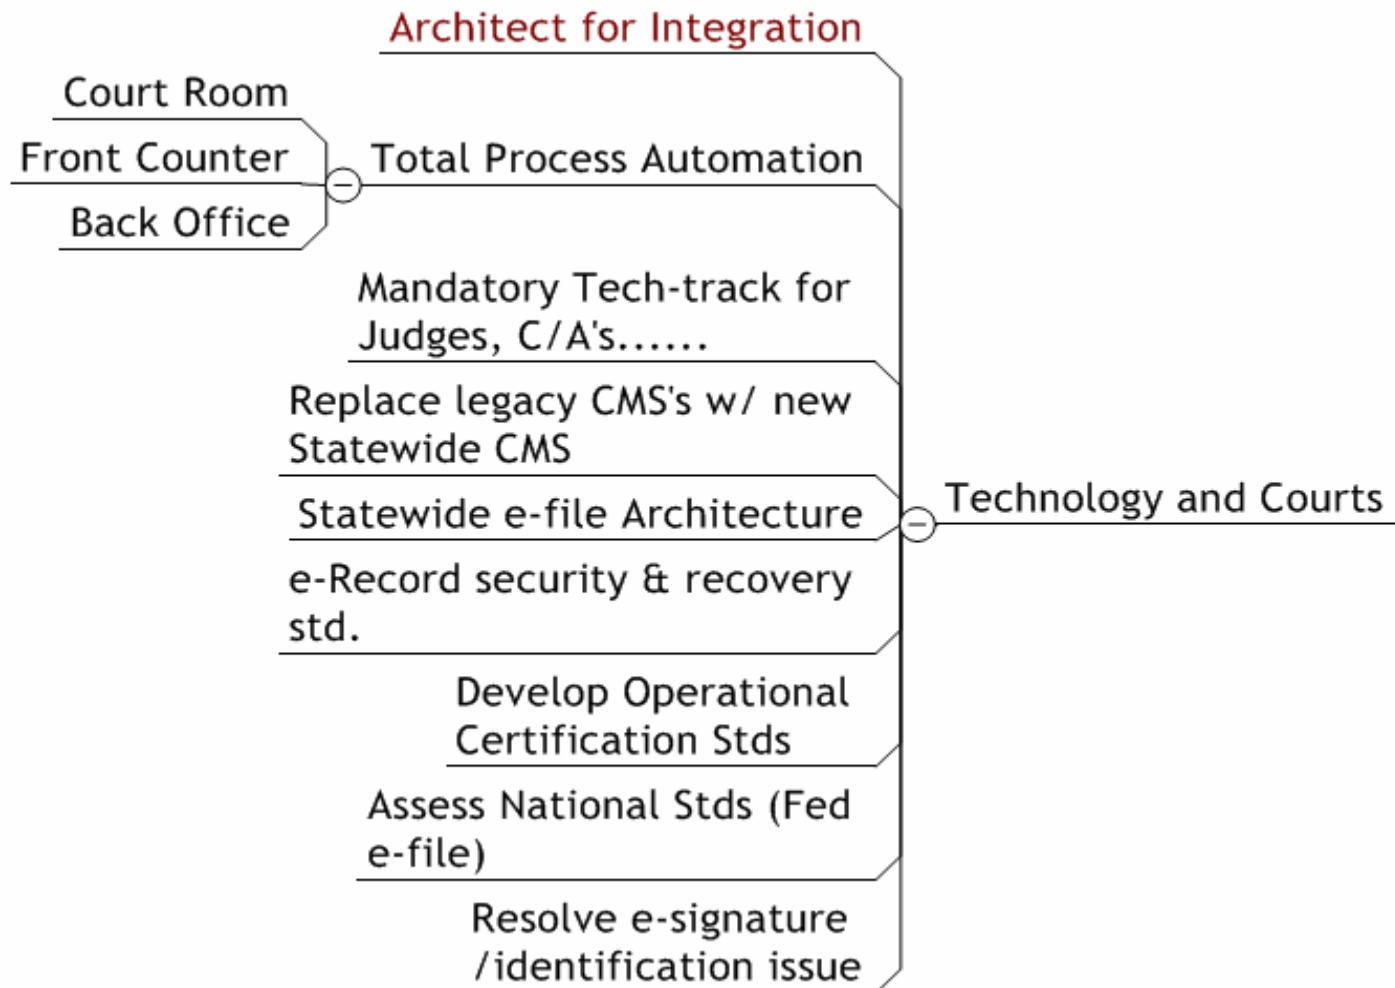 Architect for Integration
Court Room
Front Counter
Total Process Automation
Back Office
Mandatory Tech-track for
Judges, C/A's......
Replace legacy CMS's w/ new
Statewide CMS
Technology and Courts
Statewide e-file Architecture
e-Record security & recovery
std.
Develop Operational
Certification Stds
Assess National Stds (Fed
e-file)
Resolve e-signature
/identification issue